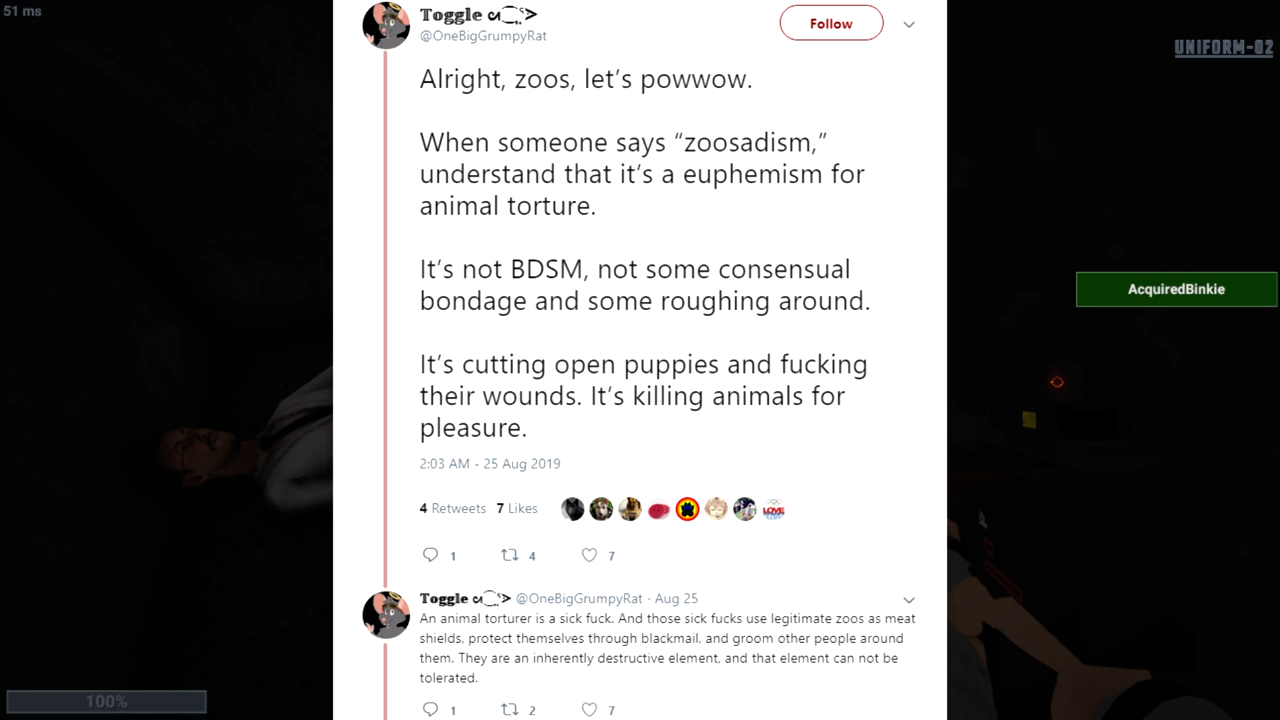 51 ms
UNIFORM-02
Toggle
@OneBigGrumpyRat
Follow
Alright, zoos, let's powwow.
When someone says “zoosadism,”
understand that it's a euphemism for
animal torture.
It's not BDSM, not some consensual
bondage and some roughing around.
It's cutting open puppies and fucking
their wounds. It's killing animals for
pleasure.
2:03 AM - 25 Aug 2019
4 Retweets 7 Likes
LOVE
1 4 7
AcquiredBinkie
Toggle @OneBigGrumpyRat · Aug 25
An animal torturer is a sick fuck. And those sick fucks use legitimate zoos as meat
shields, protect themselves through blackmail, and groom other people around
them. They are an inherently destructive element, and that element can not be
tolerated.
1 2 7
100%